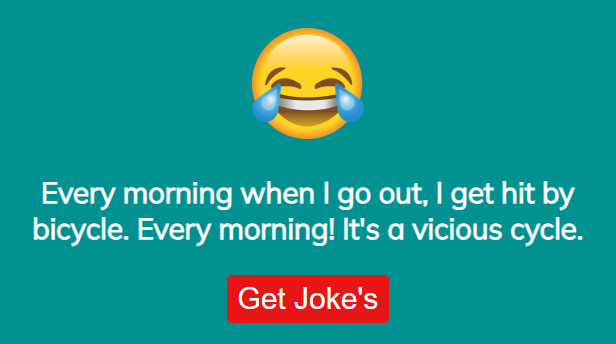 Every morning when I go out, I get hit by
bicycle. Every morning! It's a vicious cycle.
Get Joke's